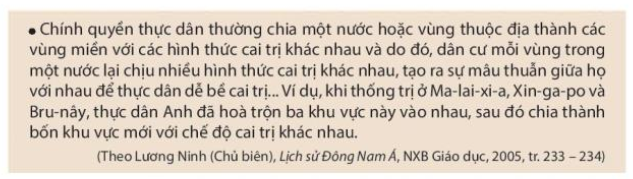 • Chính quyền thực dân thường chia một nước hoặc vùng thuộc địa thành các
vùng miền với các hình thức cai trị khác nhau và do đó, dân cư mỗi vùng trong
một nước lại chịu nhiều hình thức cai trị khác nhau, tạo ra sự mâu thuẫn giữa họ
với nhau để thực dân dễ bề cai trị... Ví dụ, khi thống trị ở Ma-lai-xi-a, Xin-ga-po và
Bru-nây, thực dân Anh đã hoà trộn ba khu vực này vào nhau, sau đó chia thành
bốn khu vực mới với chế độ cai trị khác nhau.
(Theo Lương Ninh (Chủ biên), Lịch sử Đông Nam Á, NXB Giáo dục, 2005, tr. 233 – 234)